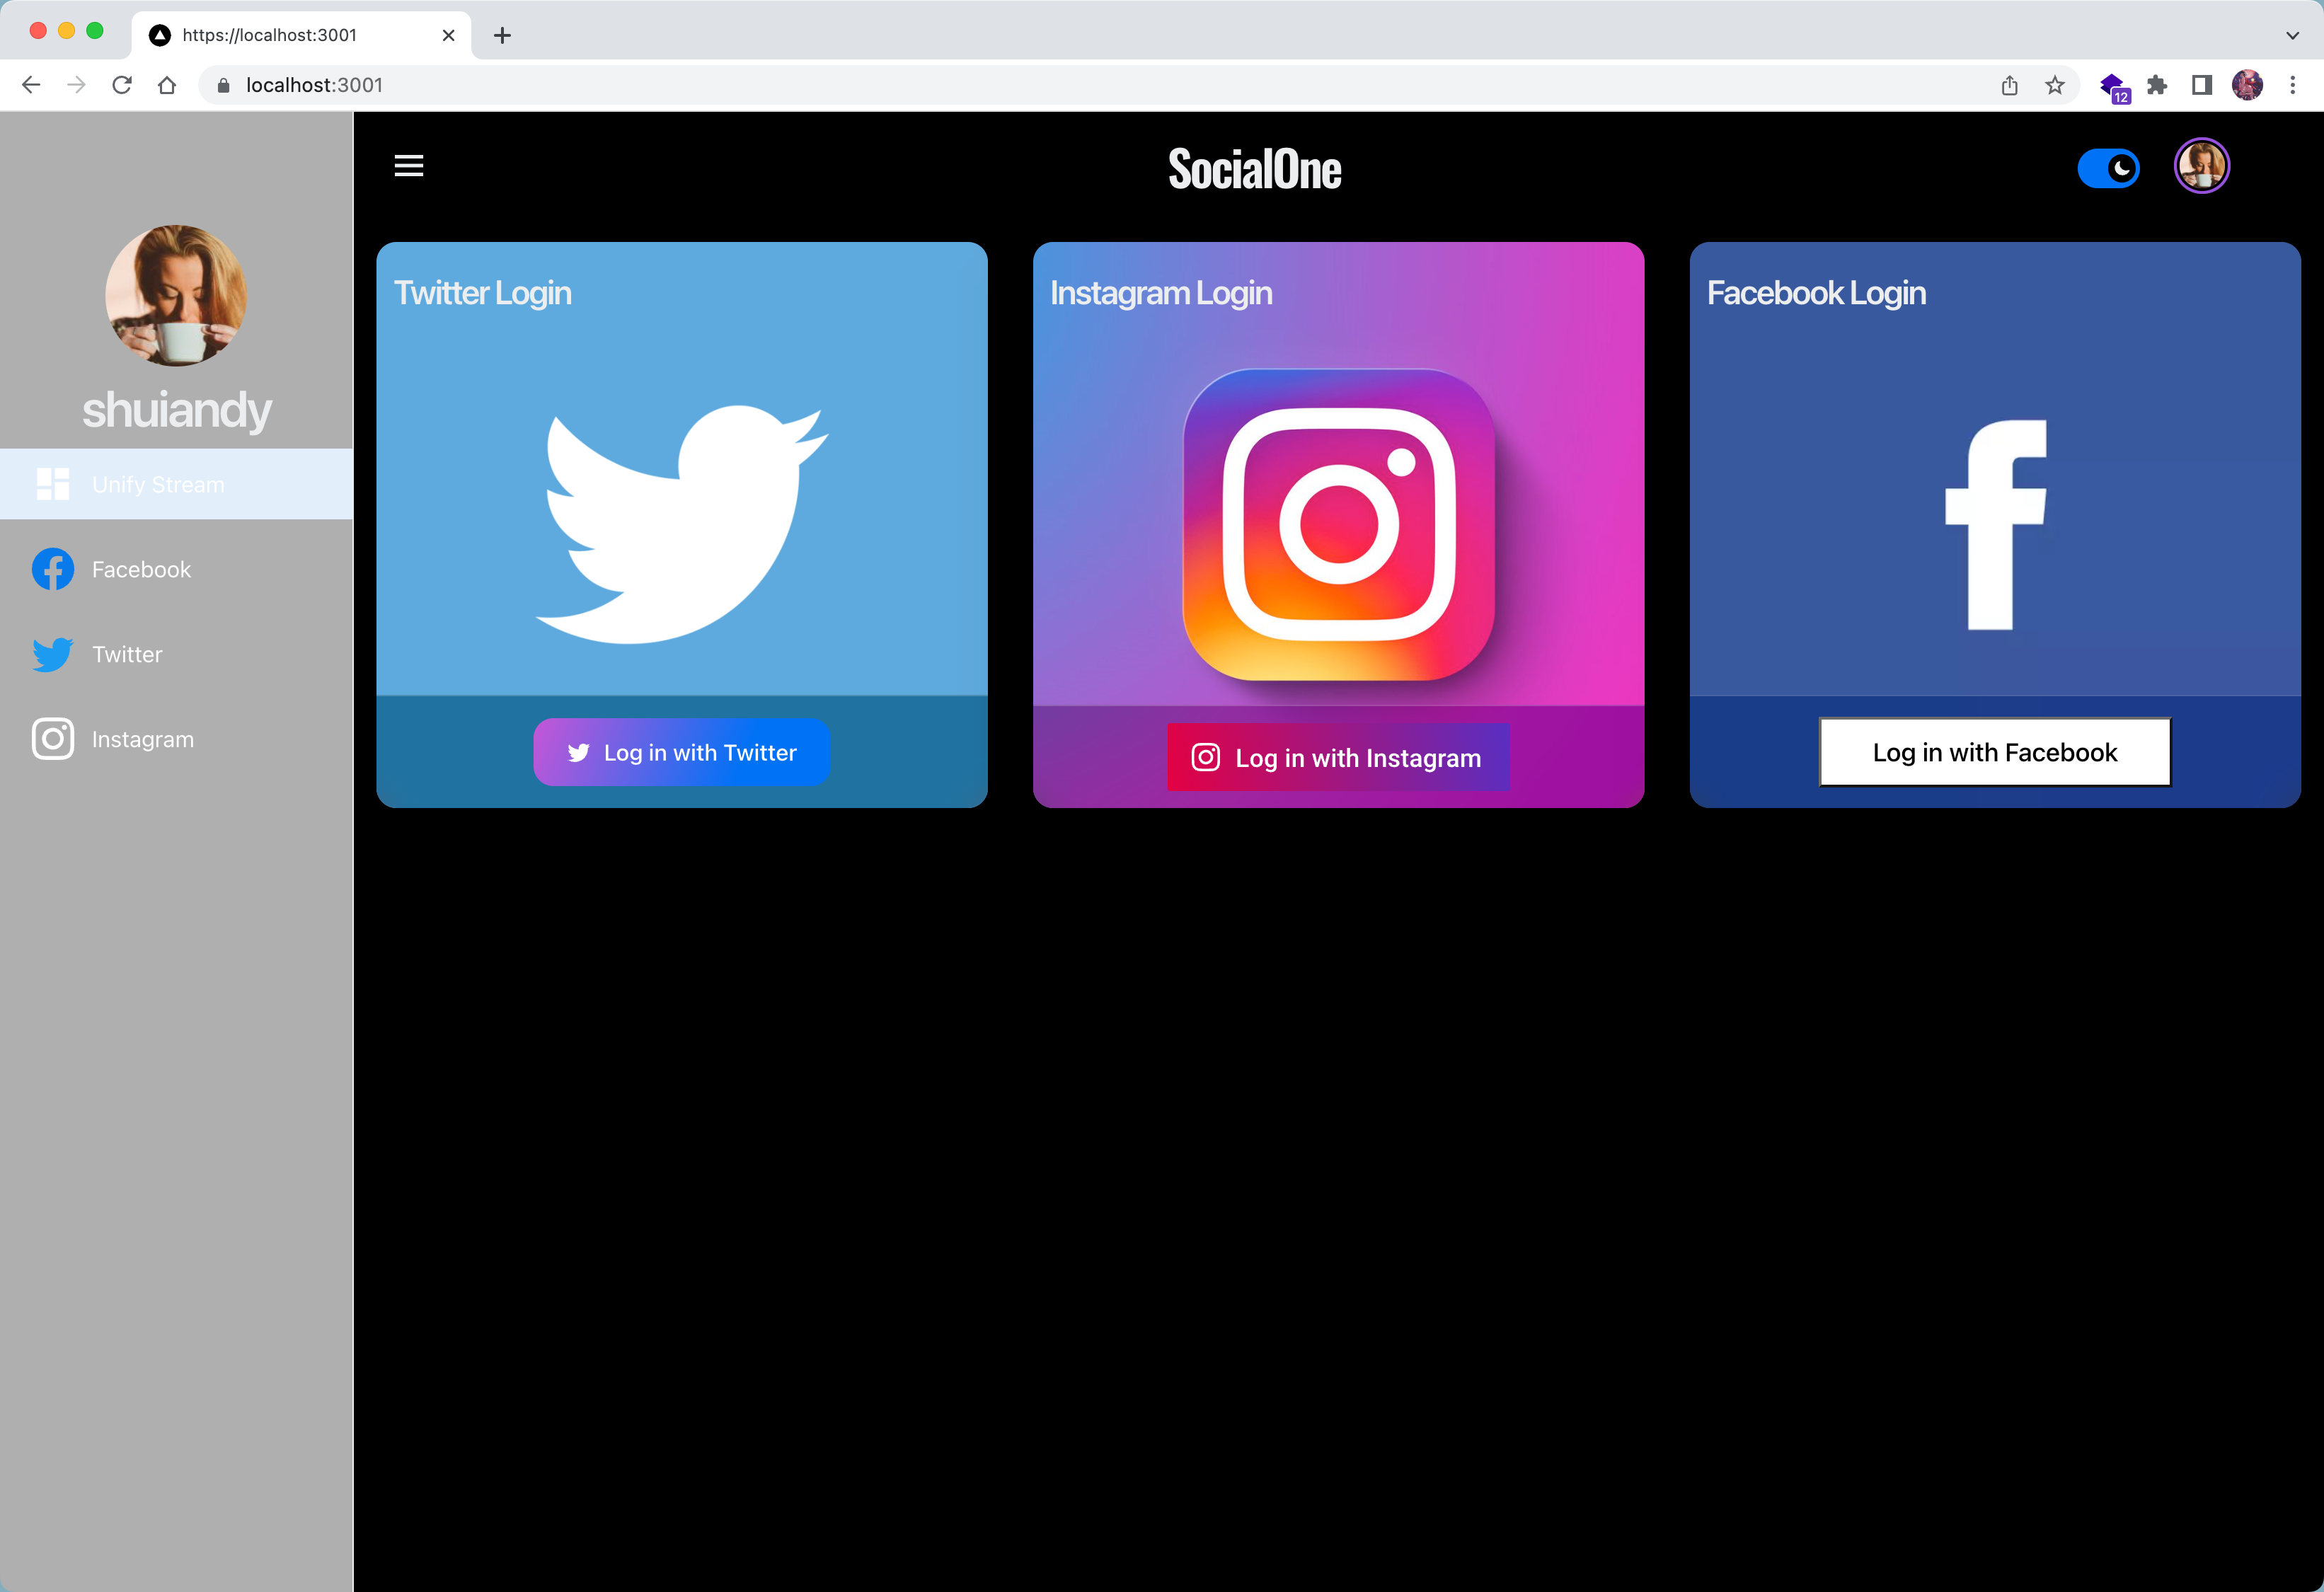 https://localhost:3001
localhost:3001
12
SocialOne
shuiandy
Unify Stream
Facebook
Twitter
Instagram
Twitter Login
Log in with Twitter
Instagram Login
Log in with Instagram
Facebook Login
Log in with Facebook